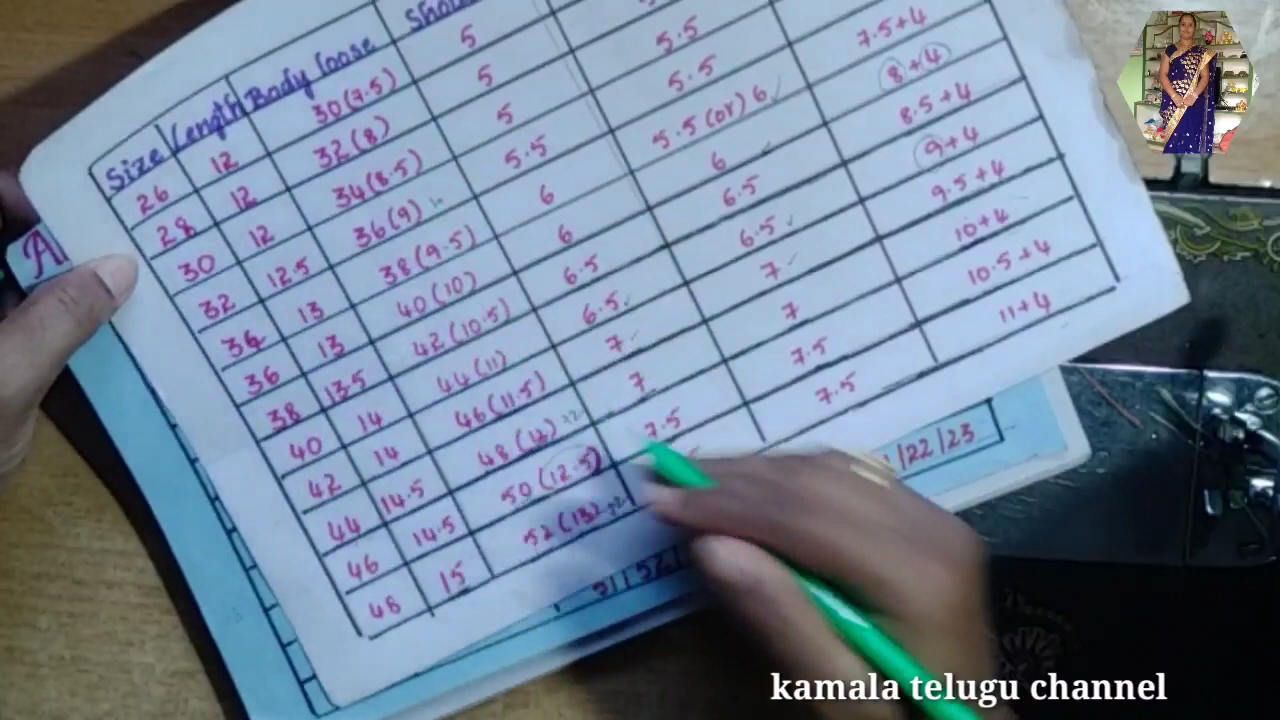 Size Length Body loose
26 12 30(7.5) 5
28 12 32(8) 5 5.5
30 12 34(8.5) 5 5.5 7.5+4
32 12.5 36(9) 5.5 5.5(or)6 8+4
34 13 38(9.5) 6 6 8.5+4
36 13 40(10) 6 6.5 9+4
38 13.5 42(10.5) 6.5 6.5 9.5+4
40 14 44(11) 6.5 7 10+4
42 14 46(11.5) 7 7 10.5+4
44 14.5 48(12) 7 7.5 11+4
46 14.5 50(12.5) 7.5 7.5
48 15 52(13)
51 52
22 23
kamala telugu channel